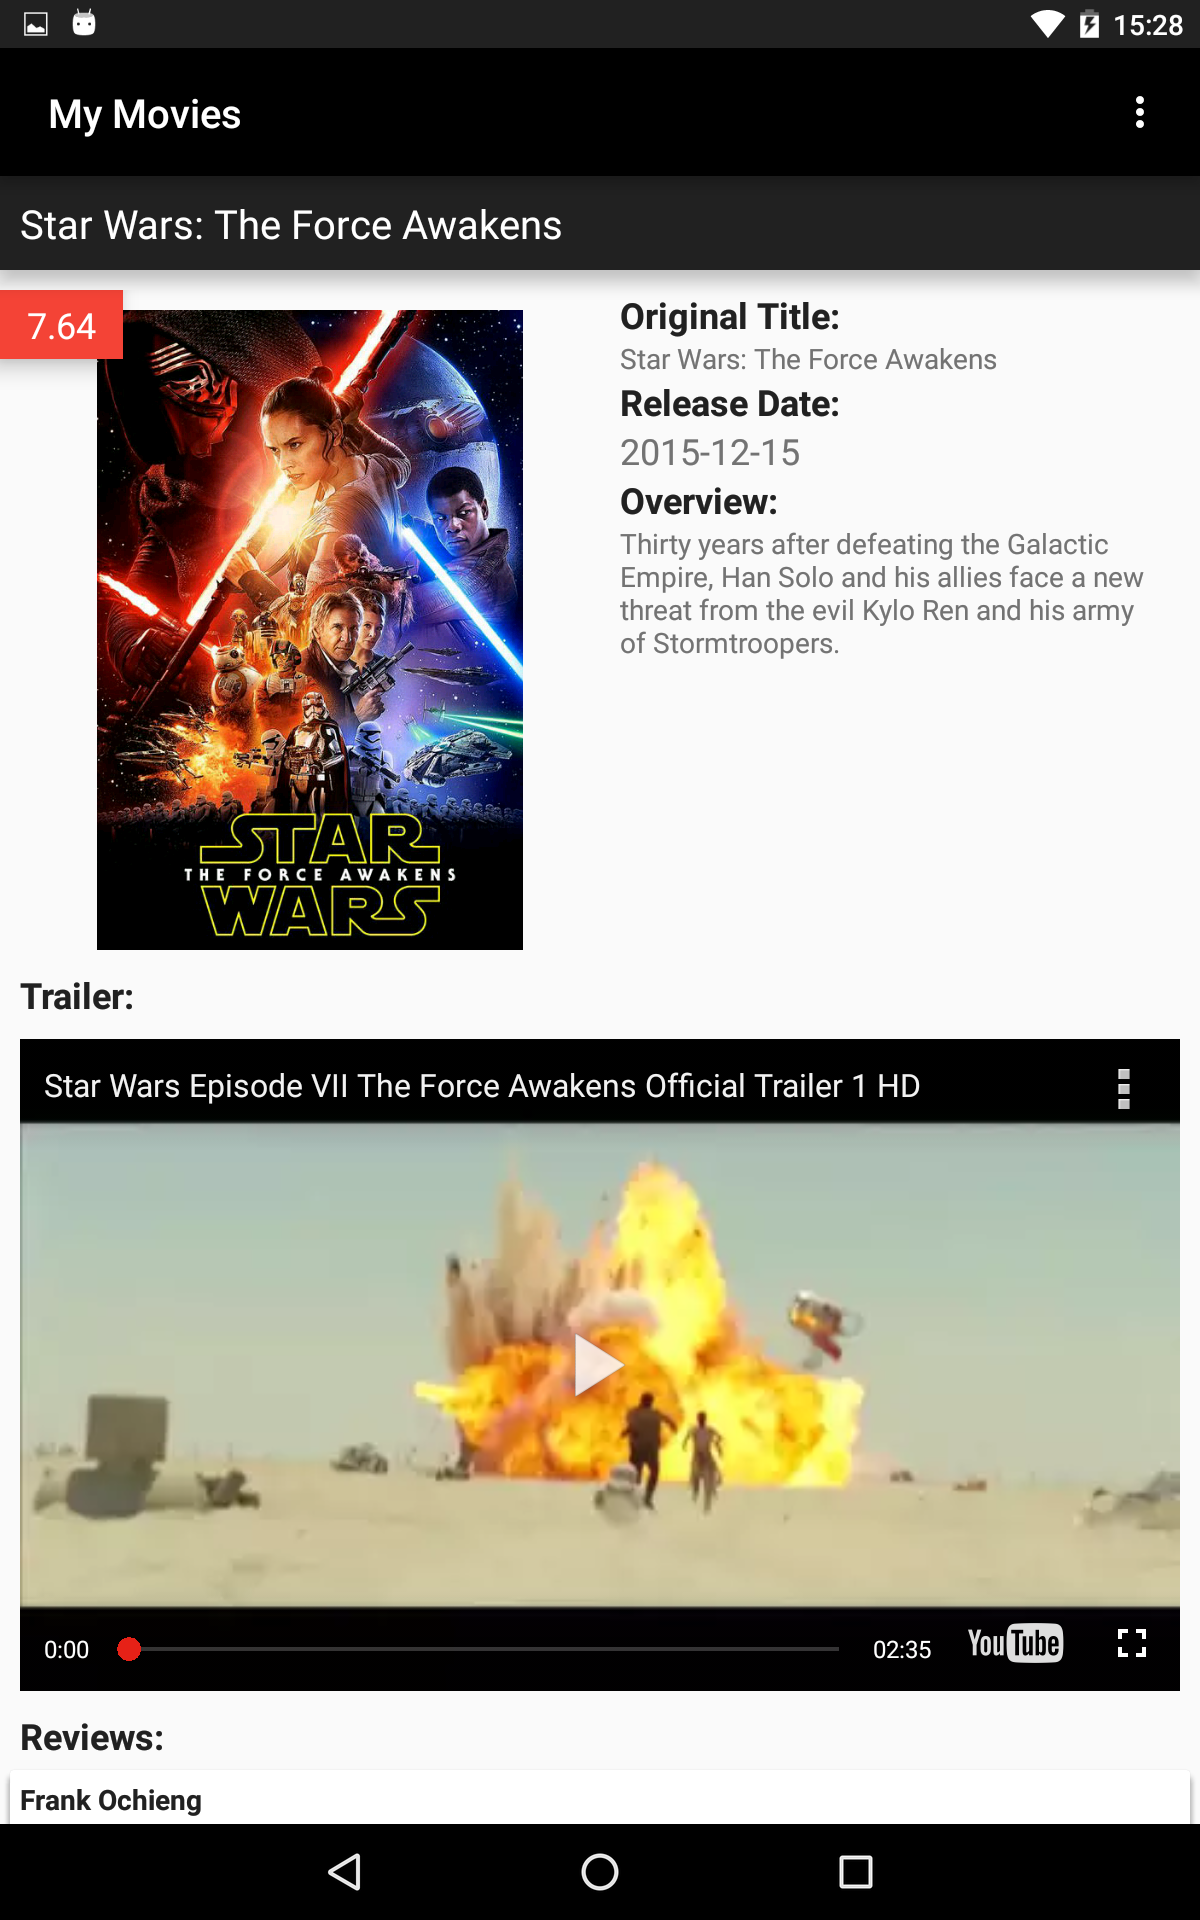 15:28
My Movies
Star Wars: The Force Awakens
7.64
STAR
THE FORCE AWAKENS
WARS
Original Title:
Star Wars: The Force Awakens
Release Date:
2015-12-15
Overview:
Thirty years after defeating the Galactic
Empire, Han Solo and his allies face a new
threat from the evil Kylo Ren and his army
of Stormtroopers.
Trailer:
Star Wars Episode VII The Force Awakens Official Trailer 1 HD
0:00
02:35
YouTube
Reviews:
Frank Ochieng